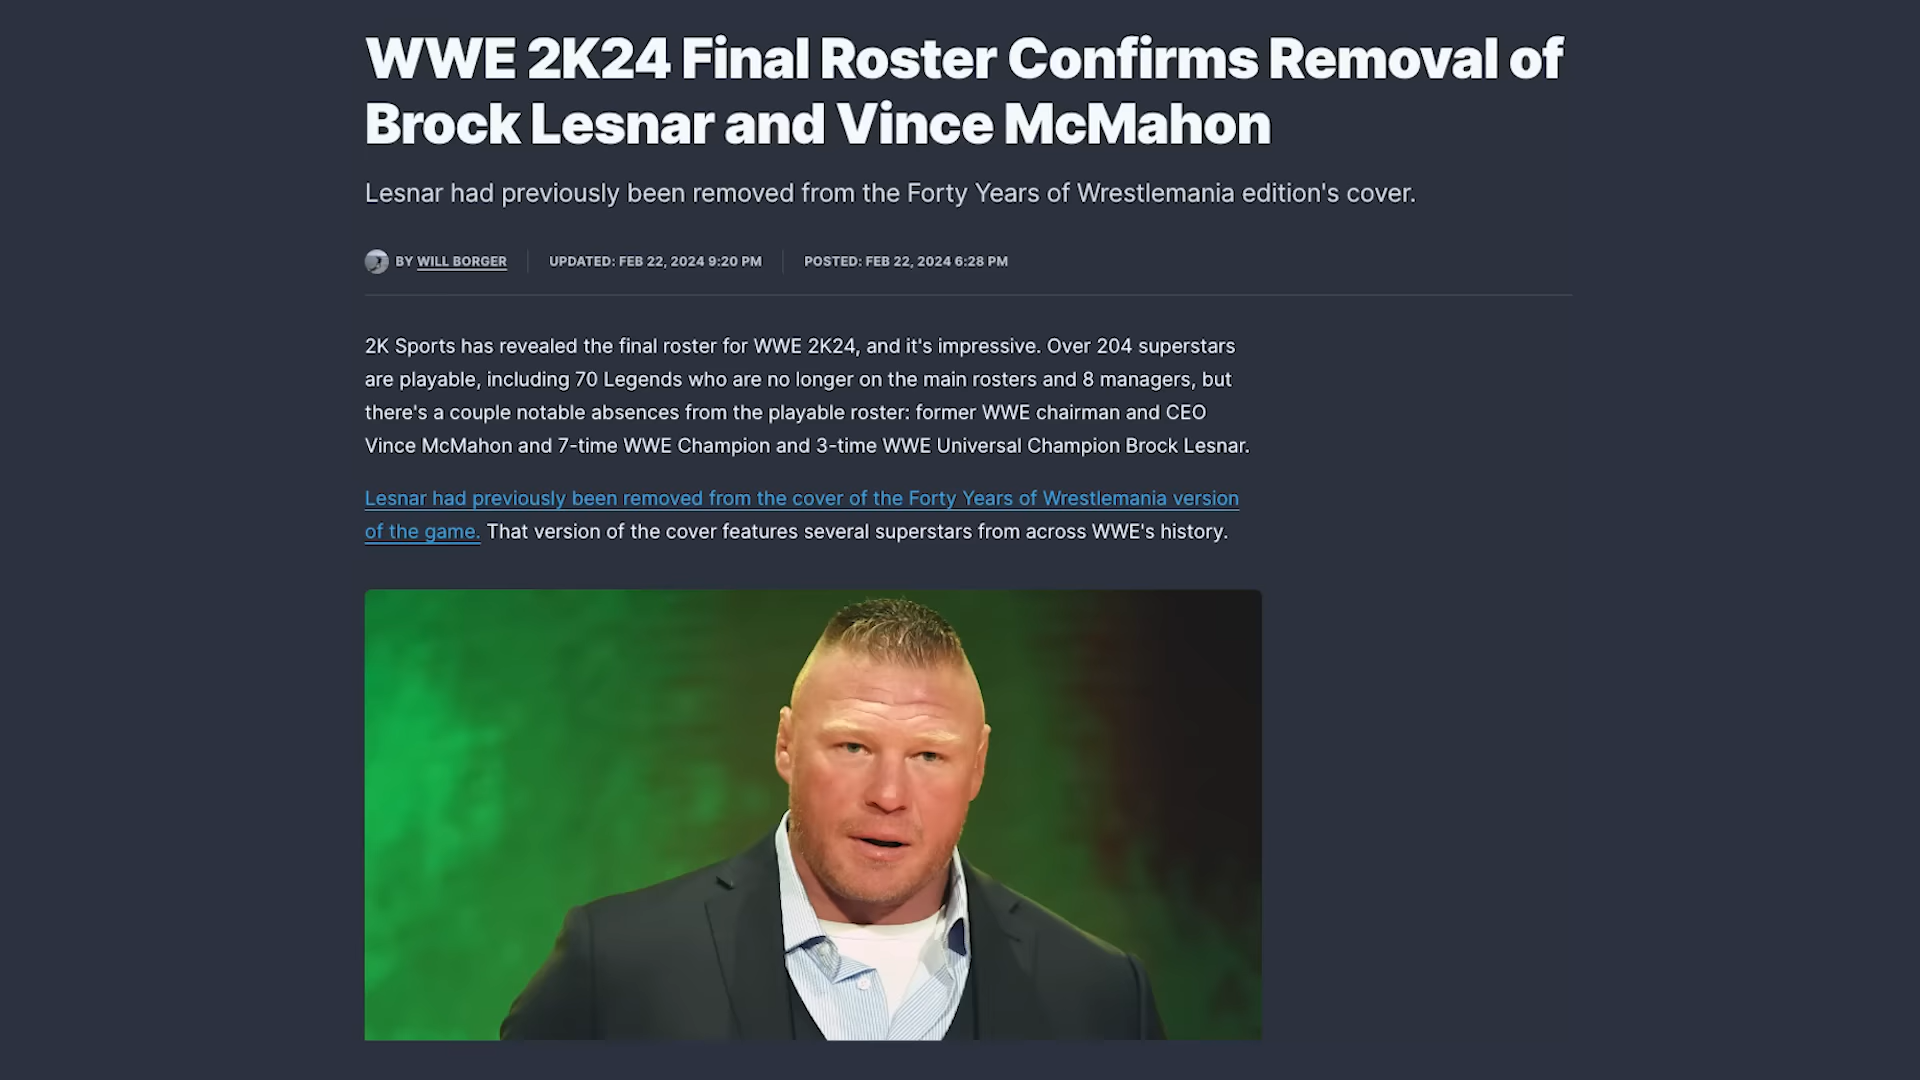 WWE 2K24 Final Roster Confirms Removal of
Brock Lesnar and Vince McMahon
Lesnar had previously been removed from the Forty Years of Wrestlemania edition's cover.
BY WILL BORGER UPDATED: FEB 22, 2024 9:20 PM POSTED: FEB 22, 2024 6:28 PM
2K Sports has revealed the final roster for WWE 2K24, and it's impressive. Over 204 superstars
are playable, including 70 Legends who are no longer on the main rosters and 8 managers, but
there's a couple notable absences from the playable roster: former WWE chairman and CEO
Vince McMahon and 7-time WWE Champion and 3-time WWE Universal Champion Brock Lesnar.
Lesnar had previously been removed from the cover of the Forty Years of Wrestlemania version
of the game. That version of the cover features several superstars from across WWE's history.